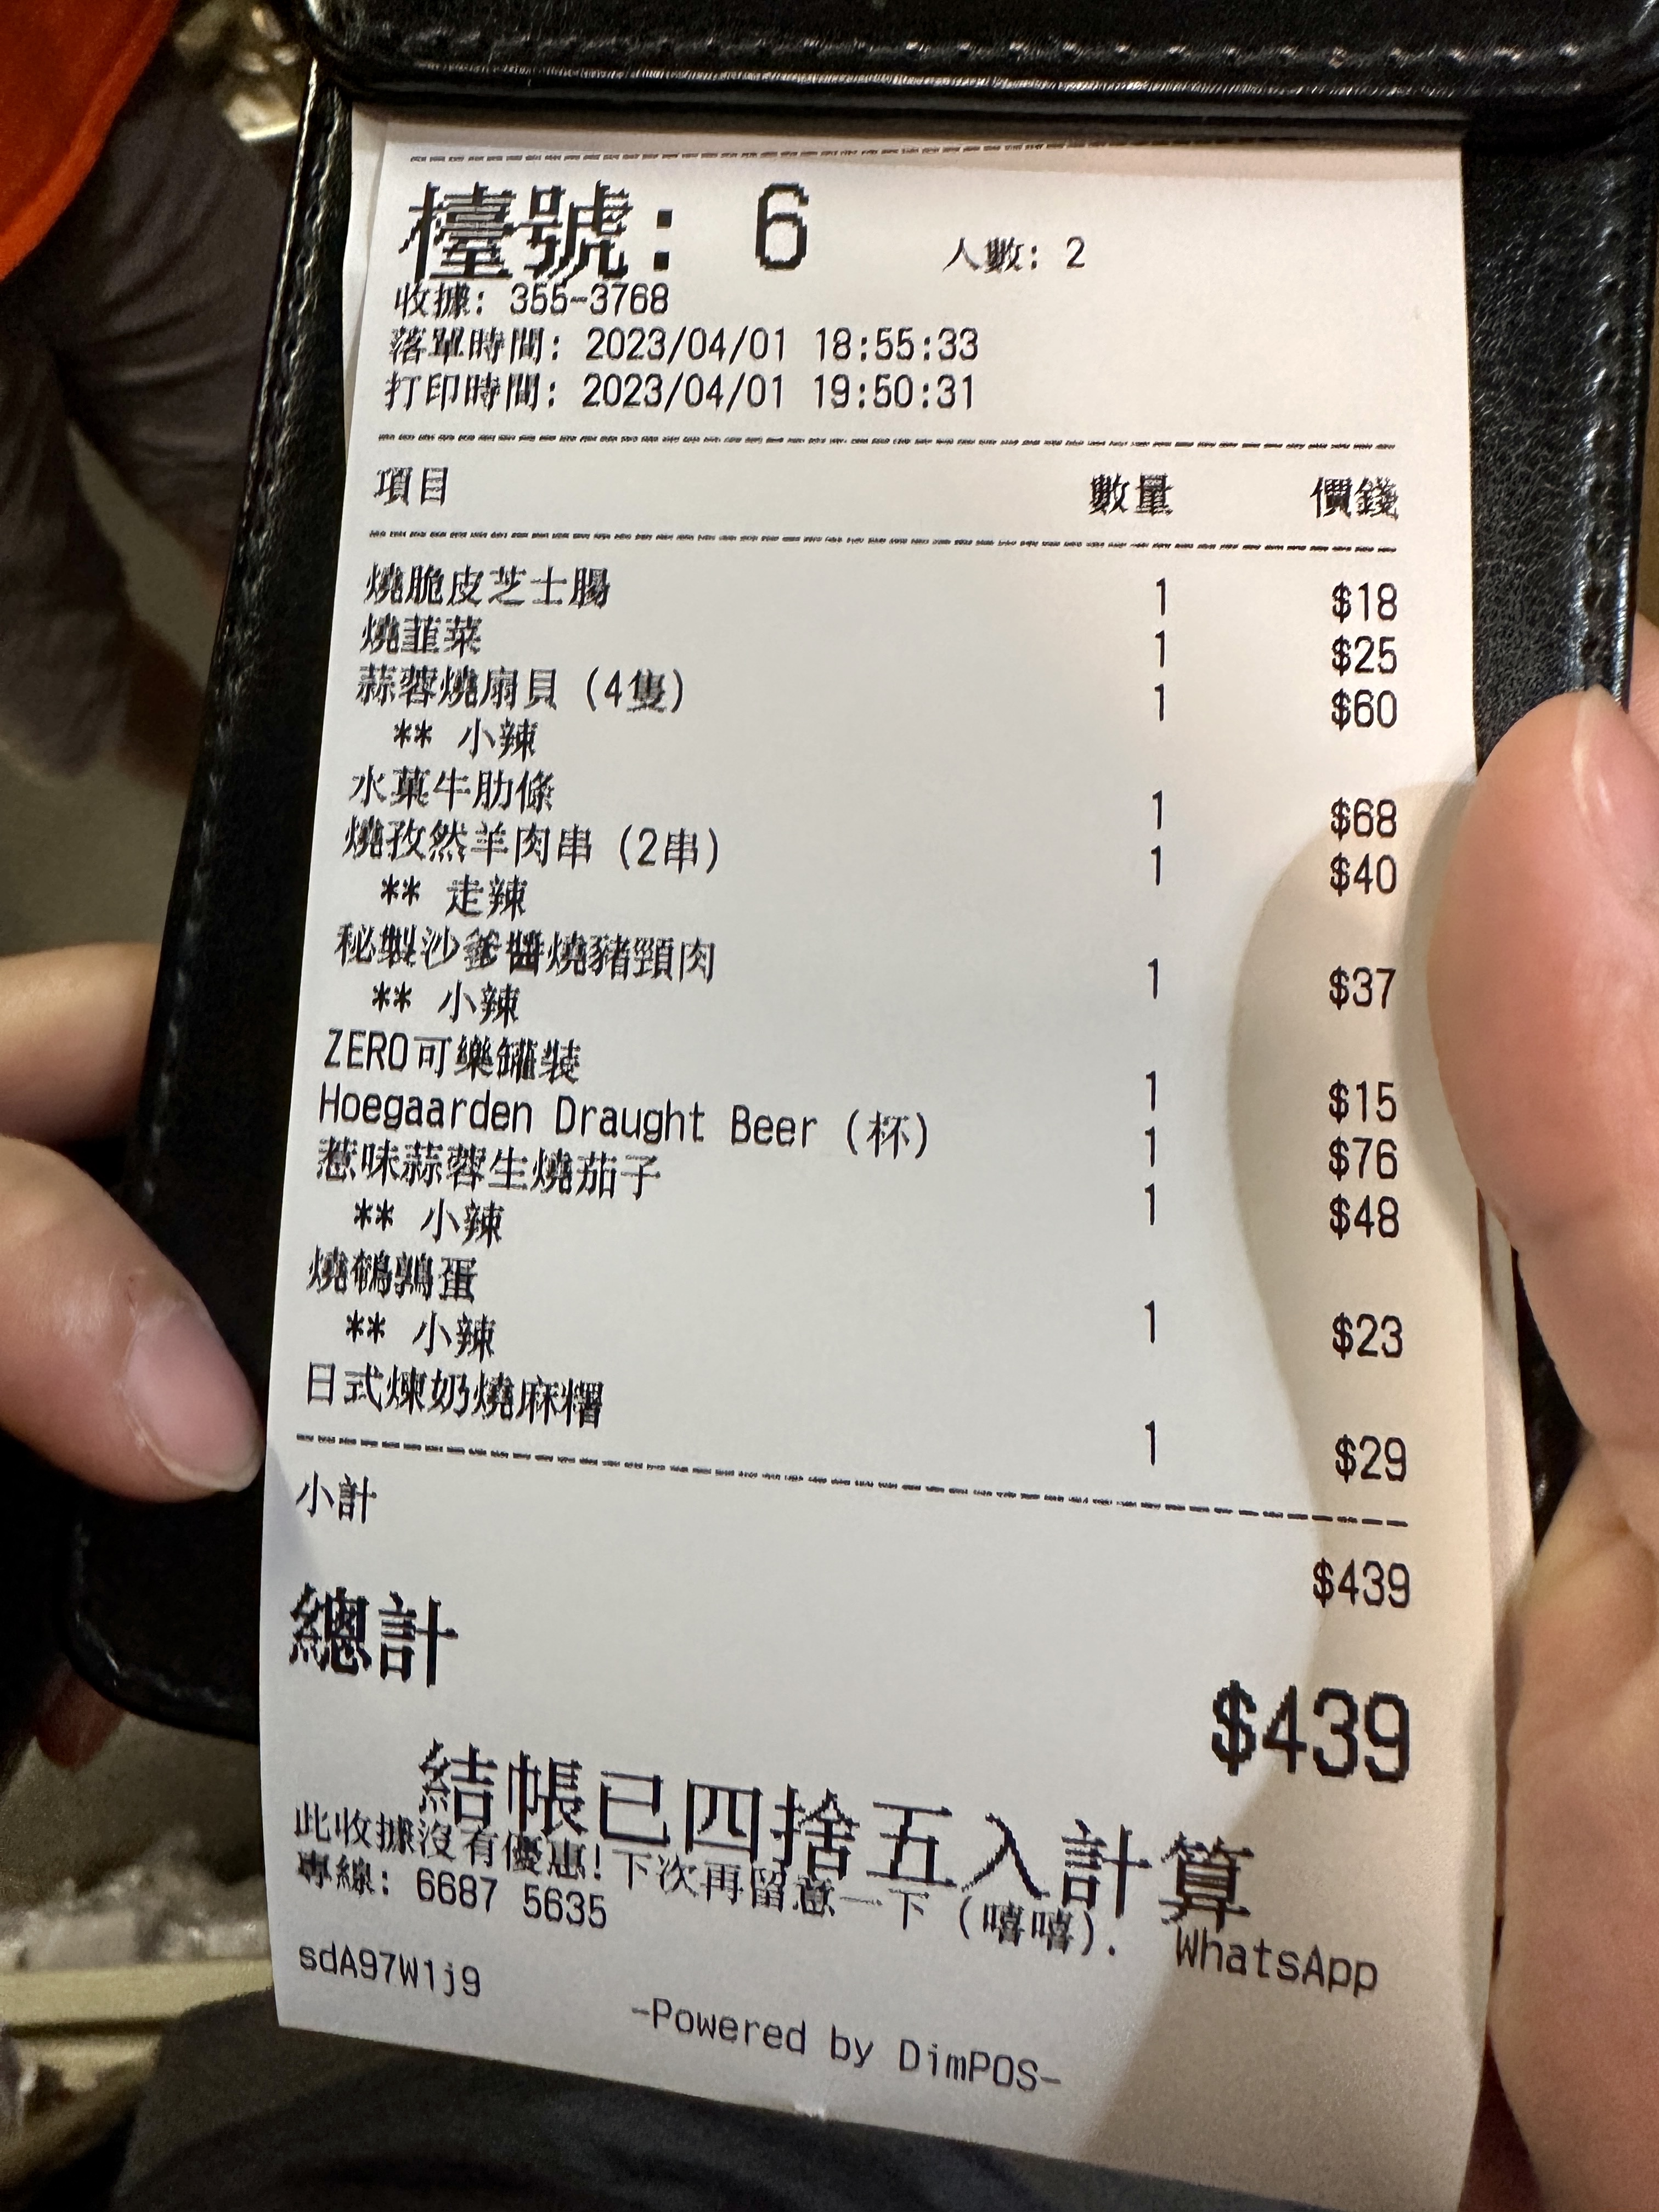 檯號: 6 人數: 2
收據: 355-3768
落單時間: 2023/04/01 18:55:33
打印時間: 2023/04/01 19:50:31
項目 數量 價錢
燒脆皮芝士腸 1 $18
燒韮菜 1 $25
蒜蓉燒扇貝 (4隻) 1 $60
** 小辣
水菓牛肋條 1 $68
燒孜然羊肉串 (2串) 1 $40
** 走辣
秘製沙爹醬燒豬頸肉 1 $37
** 小辣
ZERO可樂罐裝 1 $15
Hoegaarden Draught Beer (杯) 1 $76
惹味蒜蓉生燒茄子 1 $48
** 小辣
燒鵪鶉蛋 1 $23
** 小辣
日式煉奶燒麻糬 1 $29
小計 $439
總計 $439
結帳已四捨五入計算
此收據沒有優惠! 下次再留意一下 (嘻嘻). WhatsApp
專線: 6687 5635
sdA97W1j9
-Powered by DimPOS-